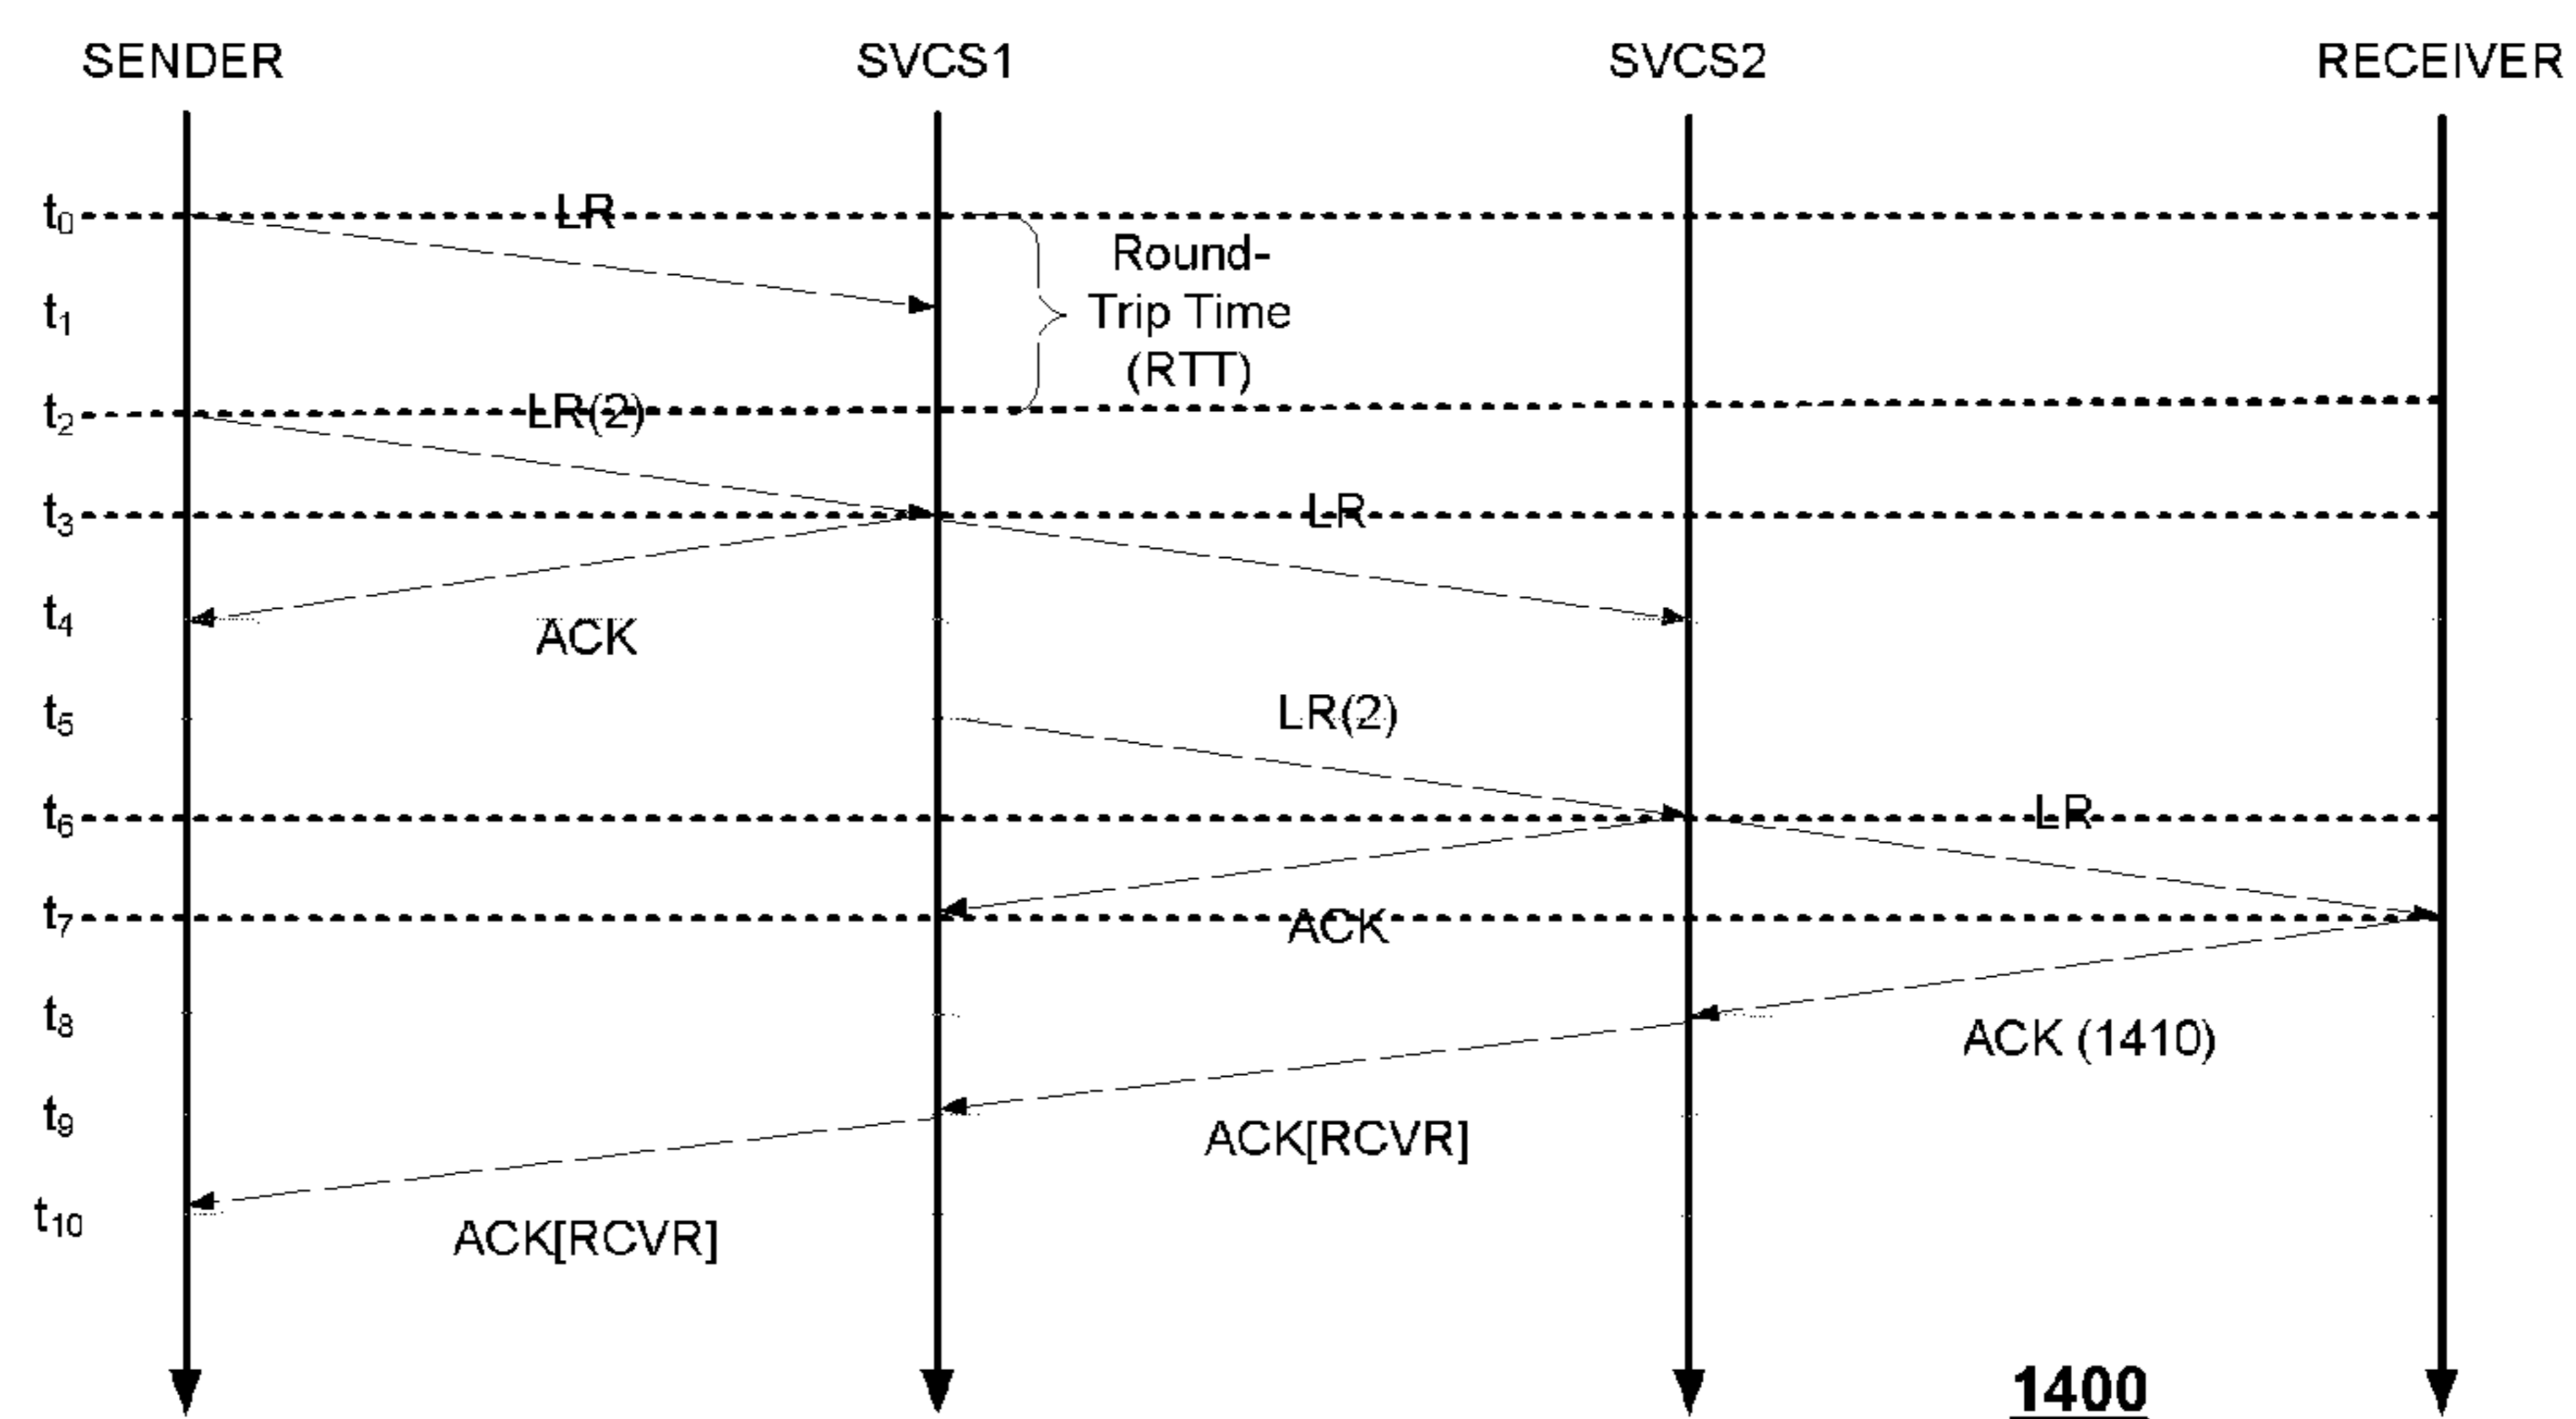 SENDER SVCS1 SVCS2 RECEIVER
t0 LR
Round-
t1 Trip Time
(RTT)
t2 LR(2)
t3 LR
t4 ACK
t5 LR(2)
t6 LR
t7 ACK
t8 ACK (1410)
t9 ACK[RCVR]
t10 ACK[RCVR]
1400